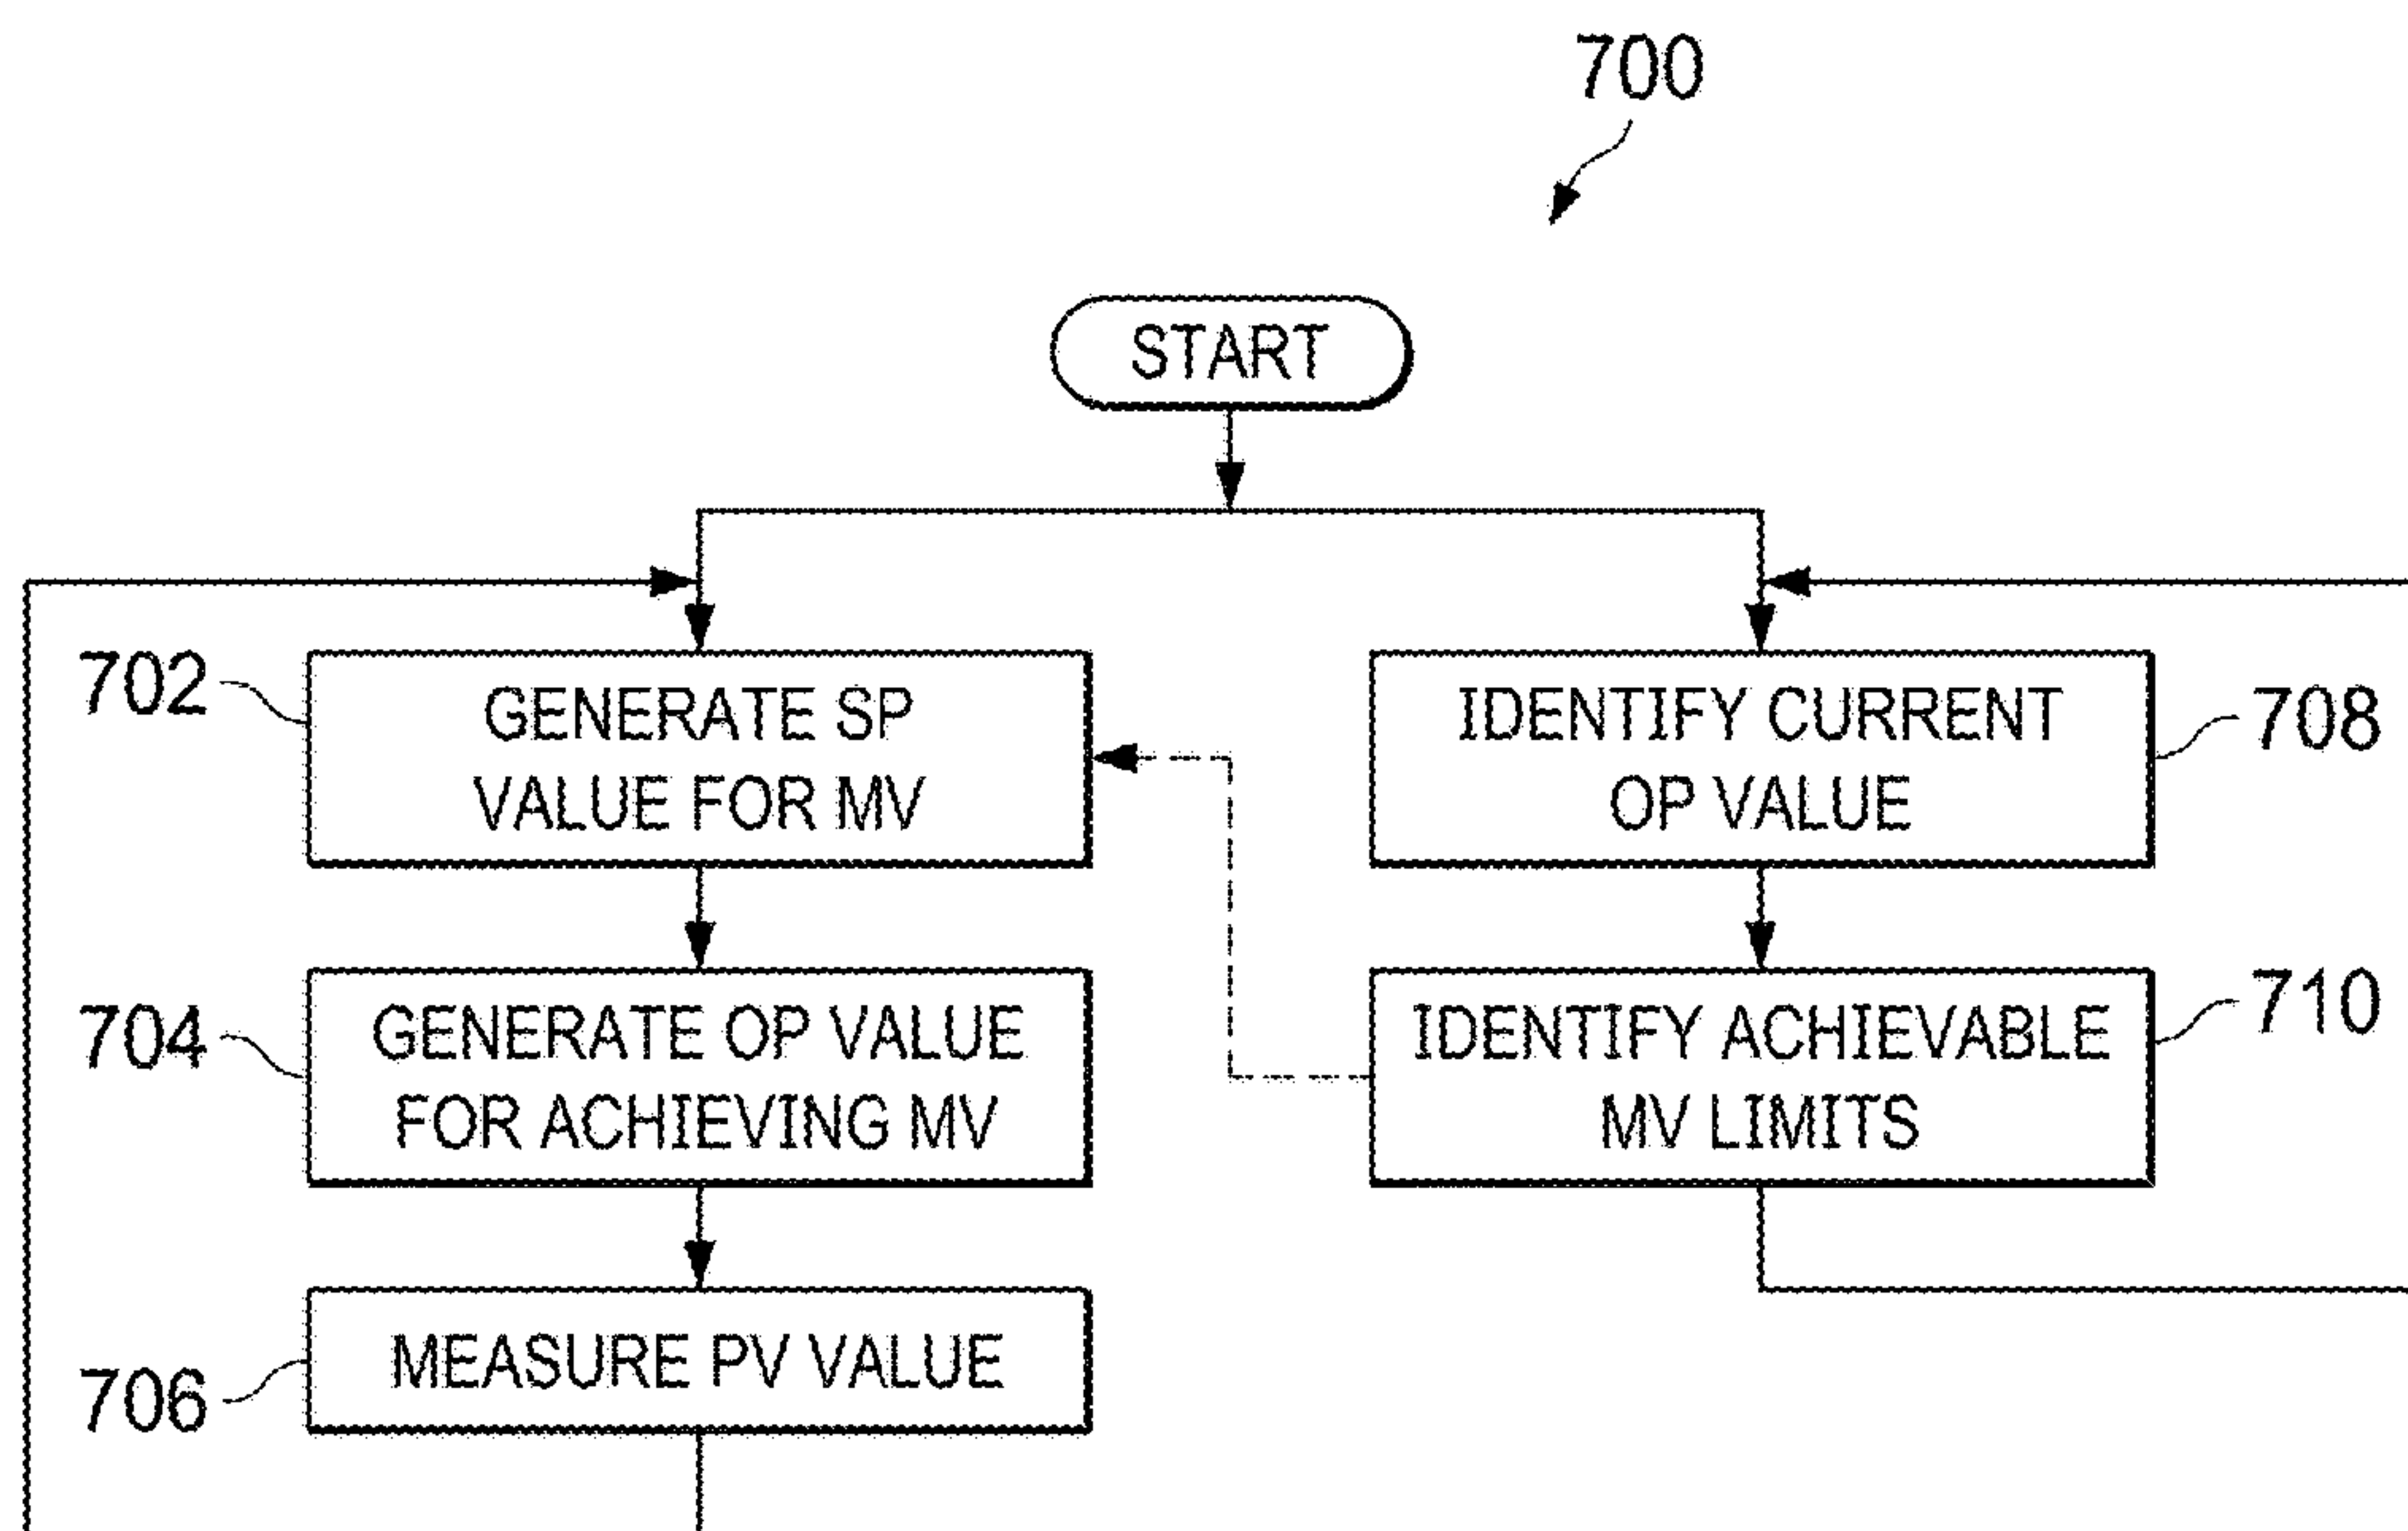 700
START
702
GENERATE SP
VALUE FOR MV
704
GENERATE OP VALUE
FOR ACHIEVING MV
706
MEASURE PV VALUE
IDENTIFY CURRENT
OP VALUE
708
IDENTIFY ACHIEVABLE
MV LIMITS
710